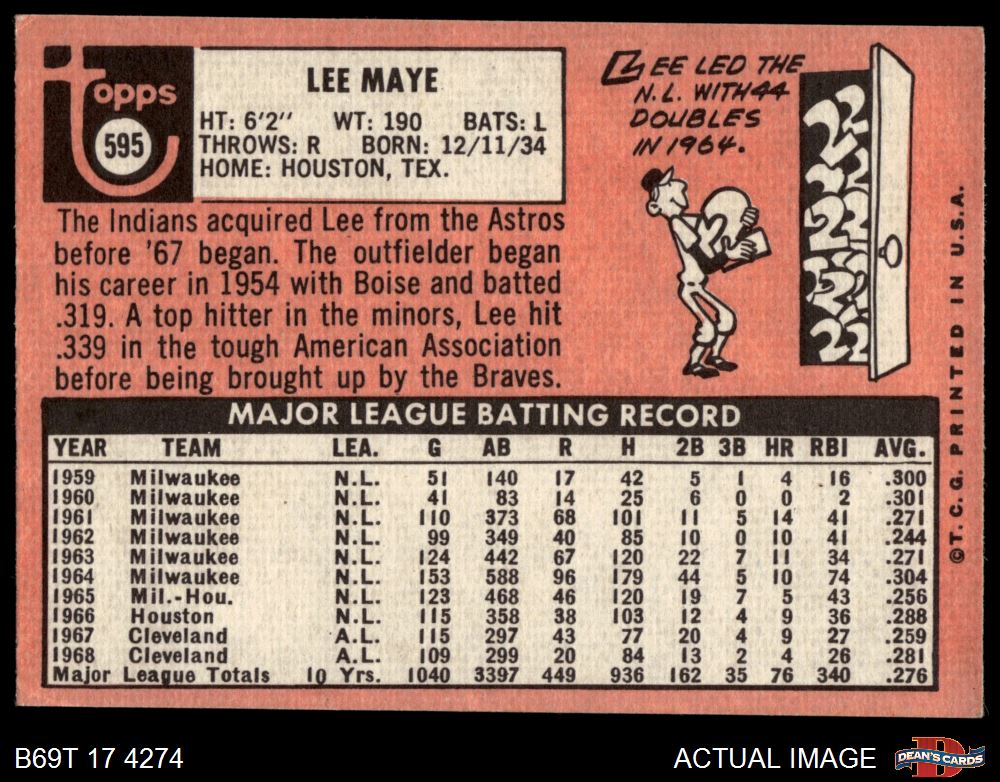 Topps
595
LEE MAYE
HT: 6'2" WT: 190 BATS: L
THROWS: R BORN: 12/11/34
HOME: HOUSTON, TEX.
The Indians acquired Lee from the Astros
before '67 began. The outfielder began
his career in 1954 with Boise and batted
.319. A top hitter in the minors, Lee hit
.339 in the tough American Association
before being brought up by the Braves.
LEE LED THE
N.L. WITH 44
DOUBLES
IN 1964.
2
22
22
222
22
22
©T. C. G. PRINTED IN U.S.A.
MAJOR LEAGUE BATTING RECORD
YEAR TEAM LEA. G AB R H 2B 3B HR RBI AVG.
1959 Milwaukee N.L. 51 140 17 42 5 1 4 16 .300
1960 Milwaukee N.L. 41 83 14 25 6 0 0 2 .301
1961 Milwaukee N.L. 110 373 68 101 11 5 14 41 .271
1962 Milwaukee N.L. 99 349 40 85 10 0 10 41 .244
1963 Milwaukee N.L. 124 442 67 120 22 7 11 34 .271
1964 Milwaukee N.L. 153 588 96 179 44 5 10 74 .304
1965 Mil.-Hou. N.L. 123 468 46 120 19 7 5 43 .256
1966 Houston N.L. 115 358 38 103 12 4 9 36 .288
1967 Cleveland A.L. 115 297 43 77 20 4 9 27 .259
1968 Cleveland A.L. 109 299 20 84 13 2 4 26 .281
Major League Totals 10 Yrs. 1040 3397 449 936 162 35 76 340 .276
B69T 17 4274
ACTUAL IMAGE
DEAN'S CARDS